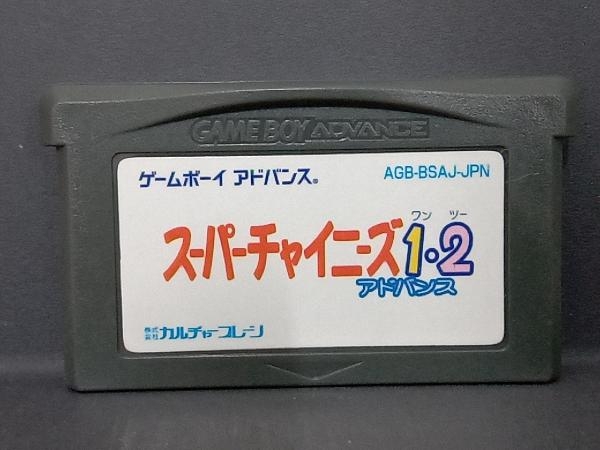 GAME BOY ADVANCE
ゲームボーイ アドバンス®
AGB-BSAJ-JPN
ワン ツー
スーパーチャイニーズ1・2
アドバンス
株式会社カルチャーブレーン